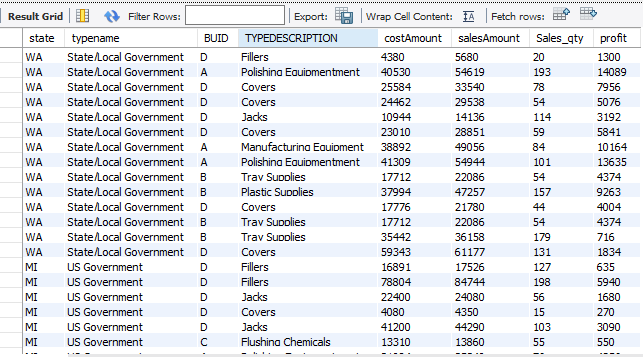 Result Grid Filter Rows: Export: Wrap Cell Content: Fetch rows:
state typename BUID TYPEDESCRIPTION costAmount salesAmount Sales_qty profit
WA State/Local Government D Fillers 4380 5680 20 1300
WA State/Local Government A Polishing Equipmentment 40530 54619 193 14089
WA State/Local Government D Covers 25584 33540 78 7956
WA State/Local Government D Covers 24462 29538 54 5076
WA State/Local Government D Jacks 10944 14136 114 3192
WA State/Local Government D Covers 23010 28851 59 5841
WA State/Local Government A Manufacturing Equipment 38892 49056 84 10164
WA State/Local Government A Polishing Equipmentment 41309 54944 101 13635
WA State/Local Government B Tray Supplies 17712 22086 54 4374
WA State/Local Government B Plastic Supplies 37994 47257 157 9263
WA State/Local Government D Covers 17776 21780 44 4004
WA State/Local Government B Tray Supplies 17712 22086 54 4374
WA State/Local Government B Tray Supplies 35442 36158 179 716
WA State/Local Government D Covers 59343 61177 131 1834
MI US Government D Fillers 16891 17526 127 635
MI US Government D Fillers 78804 84744 198 5940
MI US Government D Jacks 22400 24080 56 1680
MI US Government D Covers 4080 4350 15 270
MI US Government D Jacks 41200 44290 103 3090
MI US Government C Flushing Chemicals 13310 13860 55 550